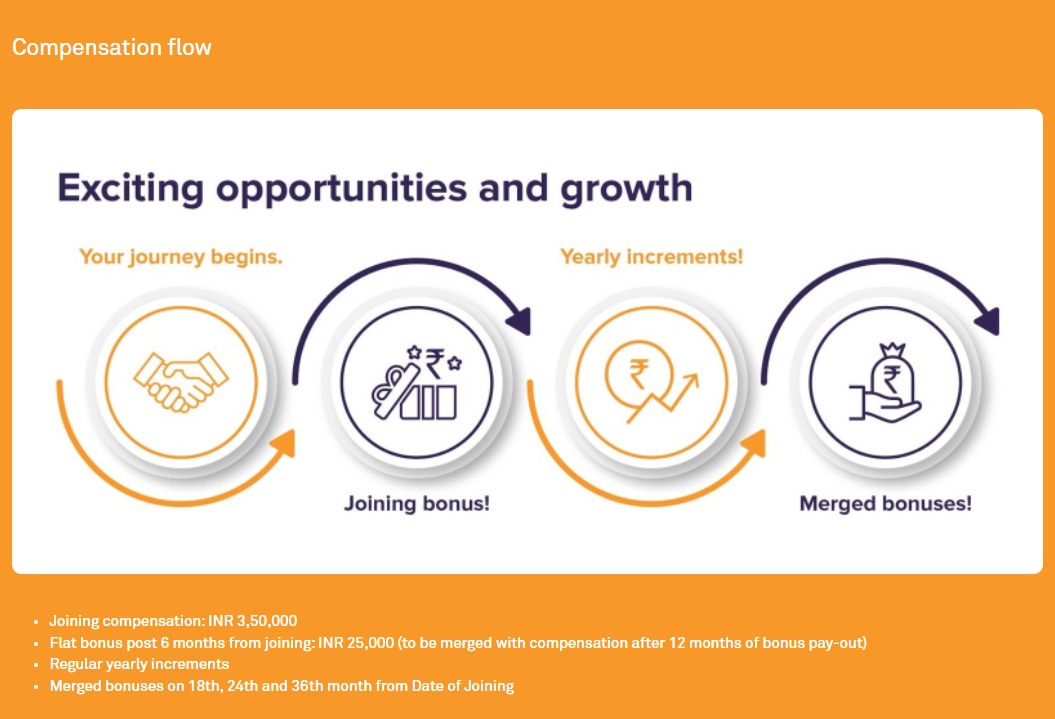 Compensation flow
Exciting opportunities and growth
Your journey begins.
Yearly increments!
₹
₹
₹
Joining bonus!
Merged bonuses!
• Joining compensation: INR 3,50,000
• Flat bonus post 6 months from joining: INR 25,000 (to be merged with compensation after 12 months of bonus pay-out)
• Regular yearly increments
• Merged bonuses on 18th, 24th and 36th month from Date of Joining